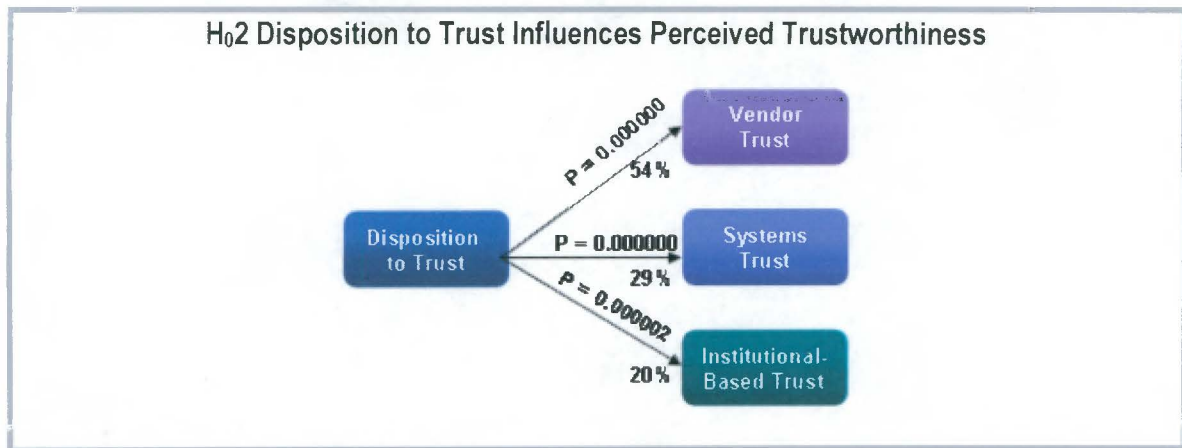 H₀2 Disposition to Trust Influences Perceived Trustworthiness
Vendor
Trust
P = 0.000000
54%
Disposition
to Trust
P = 0.000000
29%
Systems
Trust
P = 0.000002
20%
Institutional-
Based Trust